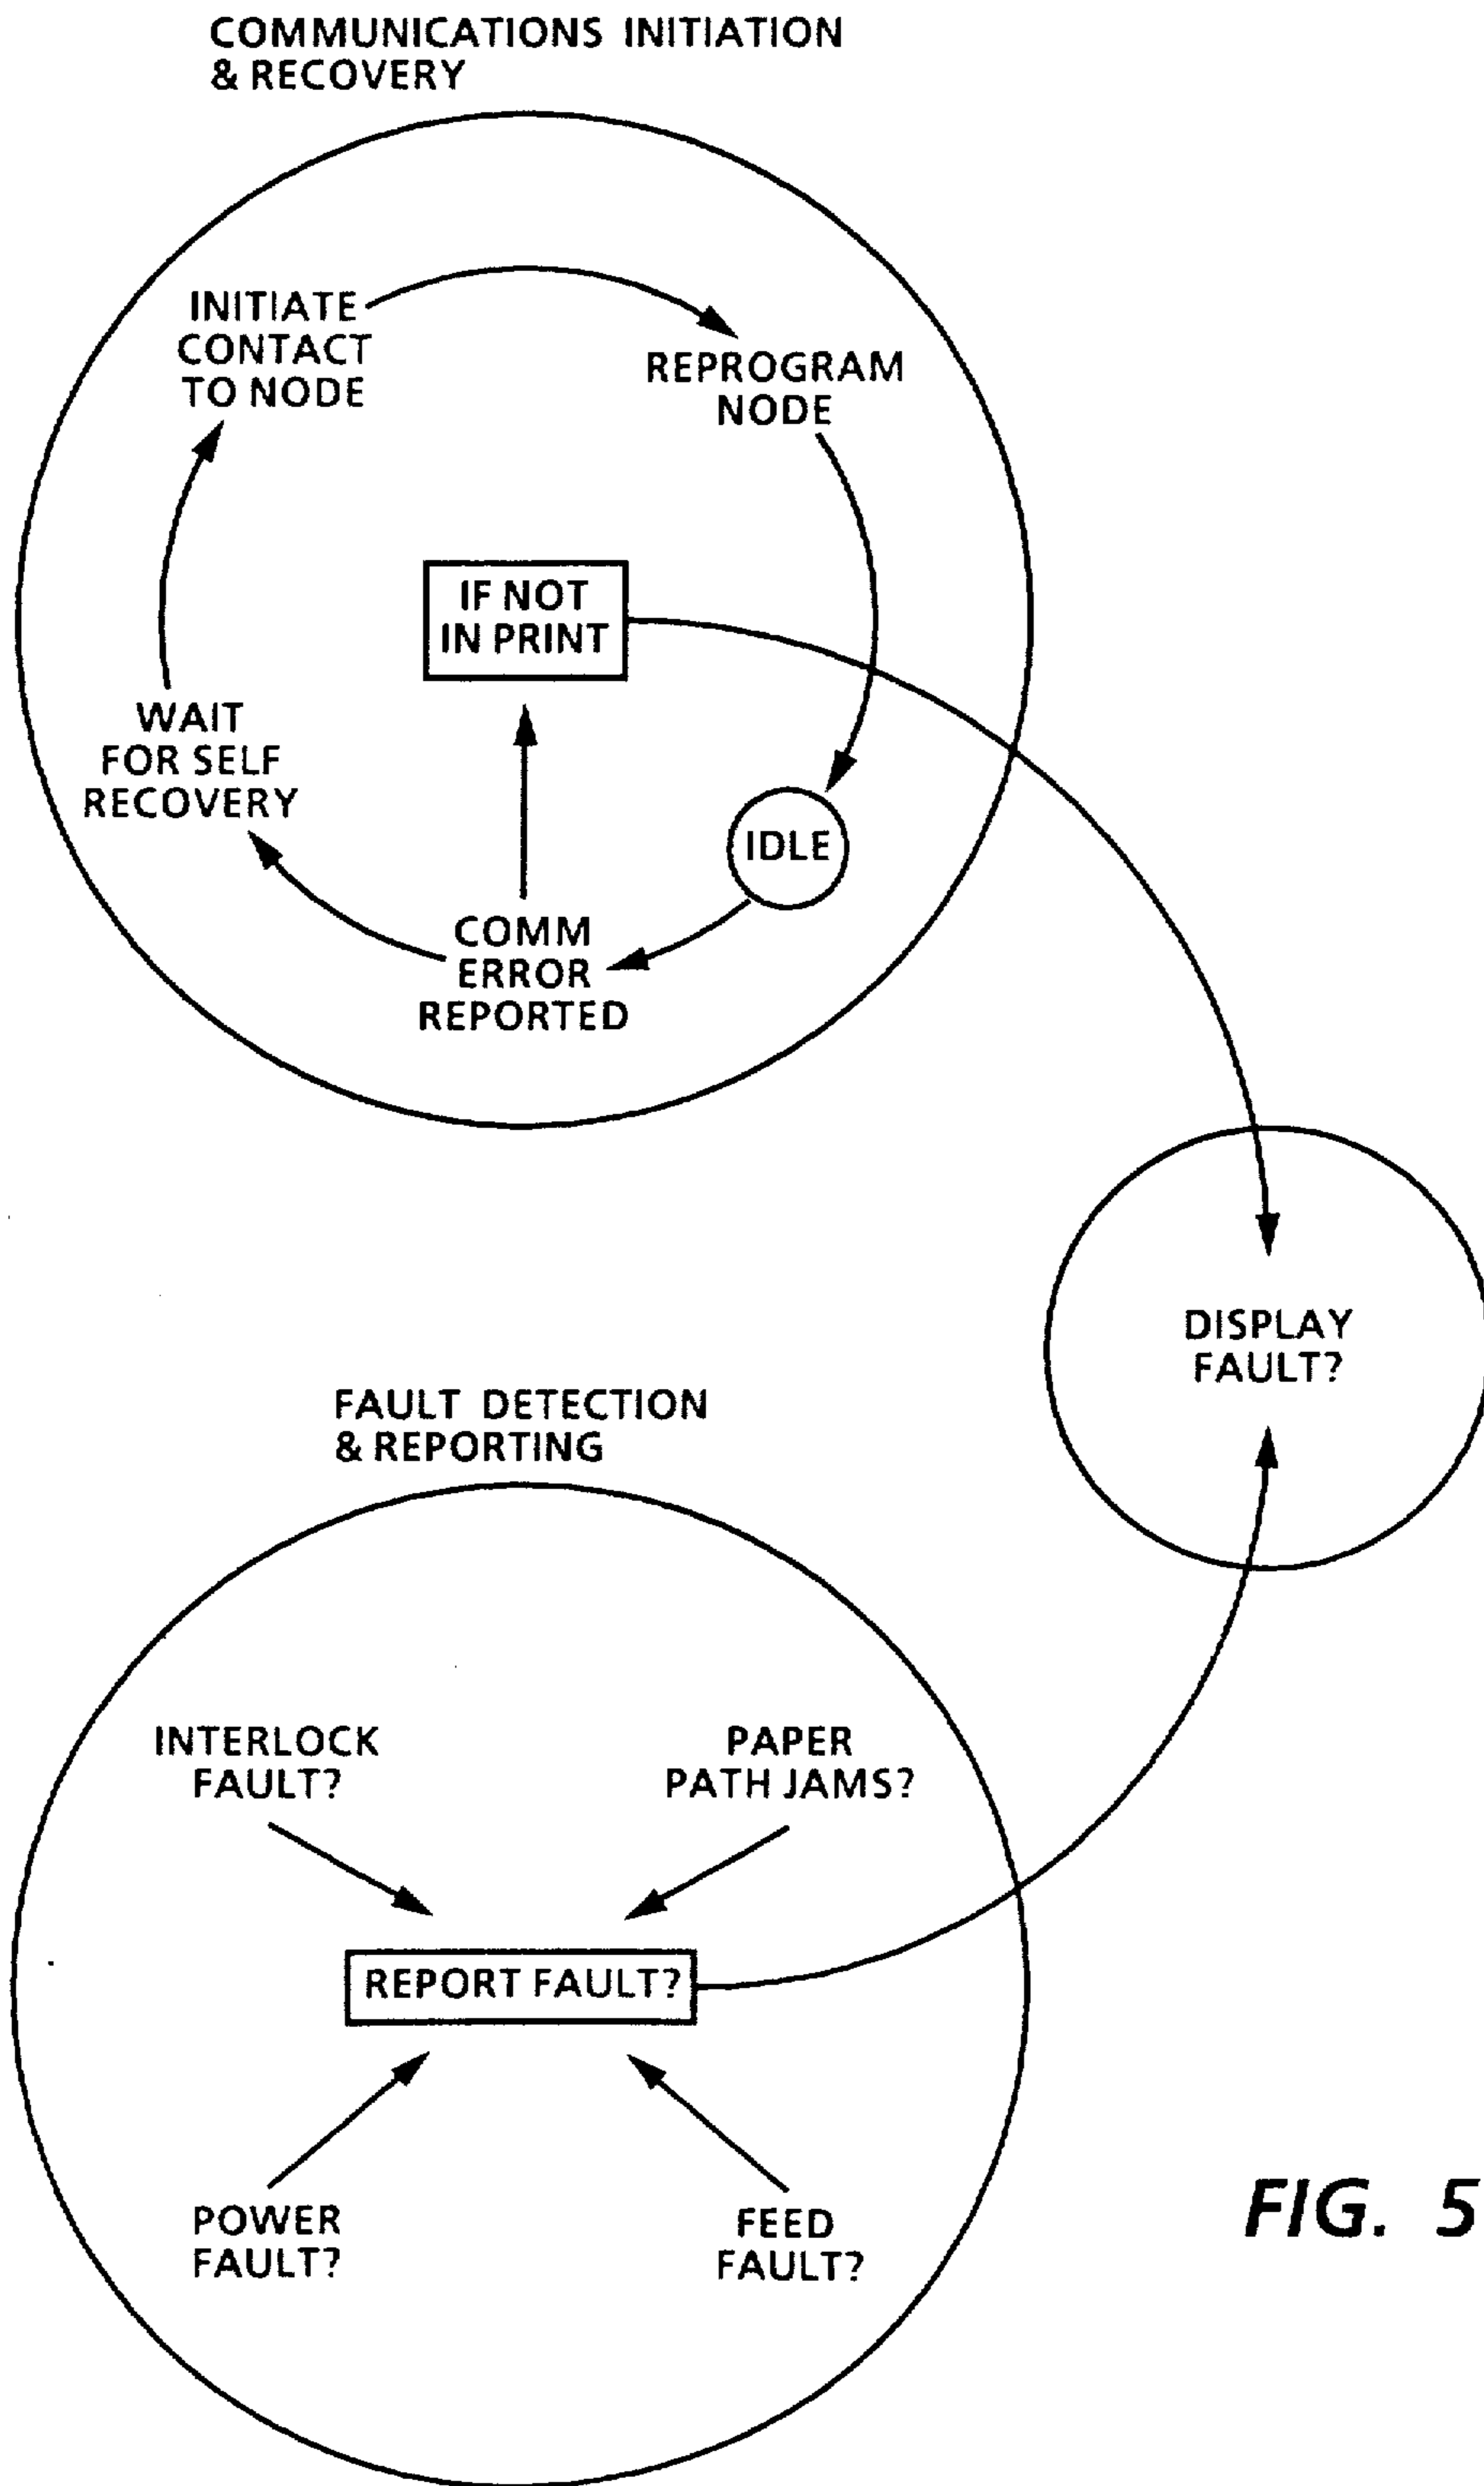 COMMUNICATIONS INITIATION
& RECOVERY
INITIATE
CONTACT
TO NODE
REPROGRAM
NODE
IF NOT
IN PRINT
WAIT
FOR SELF
RECOVERY
IDLE
COMM
ERROR
REPORTED
DISPLAY
FAULT?
FAULT DETECTION
& REPORTING
INTERLOCK
FAULT?
PAPER
PATH JAMS?
REPORT FAULT?
POWER
FAULT?
FEED
FAULT?
FIG. 5